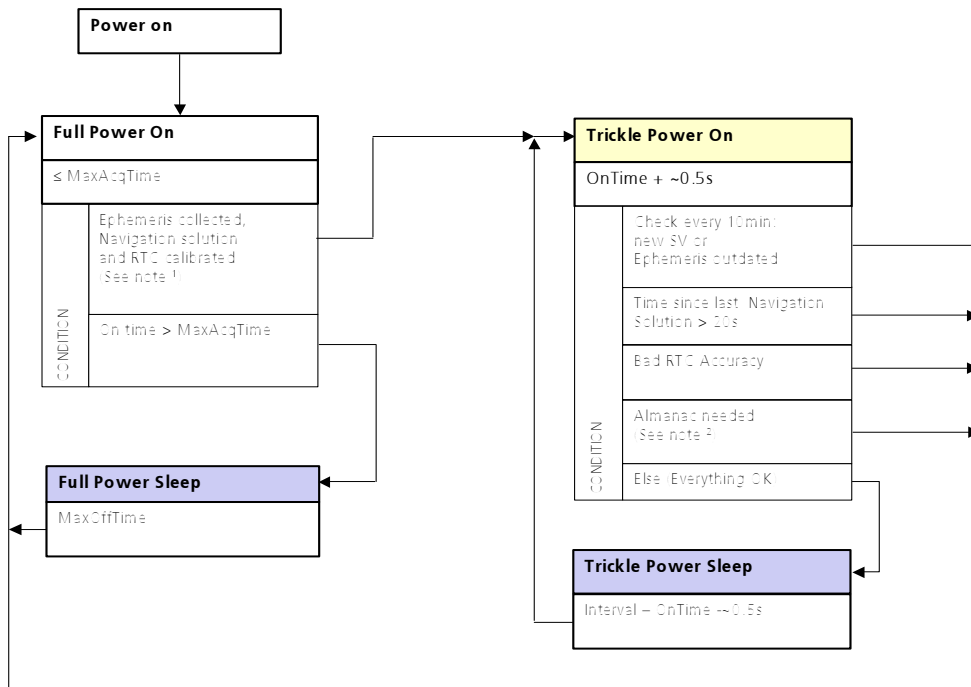 Power on
Full Power On
≤ MaxAcqTime
CONDITION
Ephemeris collected,
Navigation solution
and RTC calibrated
(See note 1)
On time > MaxAcqTime
Full Power Sleep
MaxOffTime
Trickle Power On
OnTime + ~0.5s
CONDITION
Check every 10min:
new SV or
Ephemeris outdated
Time since last Navigation
Solution > 20s
Bad RTC Accuracy
Almanac needed
(See note 2)
Else (Everything OK
Trickle Power Sleep
Interval – OnTime -~0.5s